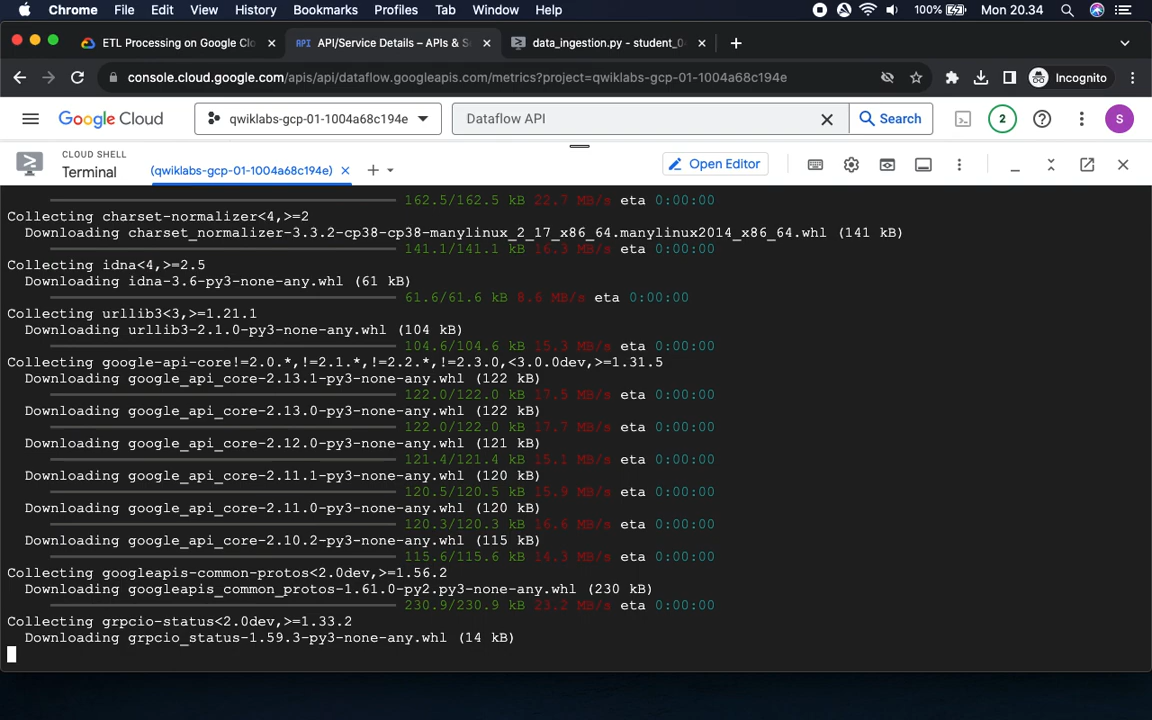 Chrome File Edit View History Bookmarks Profiles Tab Window Help 100% Mon 20.34
ETL Processing on Google Clo API/Service Details – APIs & S data_ingestion.py - student_0
console.cloud.google.com/apis/api/dataflow.googleapis.com/metrics?project=qwiklabs-gcp-01-1004a68c194e Incognito
Google Cloud qwiklabs-gcp-01-1004a68c194e Dataflow API Search 2 S
CLOUD SHELL
Terminal (qwiklabs-gcp-01-1004a68c194e) Open Editor
162.5/162.5 kB 22.7 MB/s eta 0:00:00
Collecting charset-normalizer<4,>=2
Downloading charset_normalizer-3.3.2-cp38-cp38-manylinux_2_17_x86_64.manylinux2014_x86_64.whl (141 kB)
141.1/141.1 kB 16.3 MB/s eta 0:00:00
Collecting idna<4,>=2.5
Downloading idna-3.6-py3-none-any.whl (61 kB)
61.6/61.6 kB 8.6 MB/s eta 0:00:00
Collecting urllib3<3,>=1.21.1
Downloading urllib3-2.1.0-py3-none-any.whl (104 kB)
104.6/104.6 kB 15.3 MB/s eta 0:00:00
Collecting google-api-core!=2.0.*,!=2.1.*,!=2.2.*,!=2.3.0,<3.0.0dev,>=1.31.5
Downloading google_api_core-2.13.1-py3-none-any.whl (122 kB)
122.0/122.0 kB 17.5 MB/s eta 0:00:00
Downloading google_api_core-2.13.0-py3-none-any.whl (122 kB)
122.0/122.0 kB 17.7 MB/s eta 0:00:00
Downloading google_api_core-2.12.0-py3-none-any.whl (121 kB)
121.4/121.4 kB 15.1 MB/s eta 0:00:00
Downloading google_api_core-2.11.1-py3-none-any.whl (120 kB)
120.5/120.5 kB 15.9 MB/s eta 0:00:00
Downloading google_api_core-2.11.0-py3-none-any.whl (120 kB)
120.3/120.3 kB 16.6 MB/s eta 0:00:00
Downloading google_api_core-2.10.2-py3-none-any.whl (115 kB)
115.6/115.6 kB 14.3 MB/s eta 0:00:00
Collecting googleapis-common-protos<2.0dev,>=1.56.2
Downloading googleapis_common_protos-1.61.0-py2.py3-none-any.whl (230 kB)
230.9/230.9 kB 23.2 MB/s eta 0:00:00
Collecting grpcio-status<2.0dev,>=1.33.2
Downloading grpcio_status-1.59.3-py3-none-any.whl (14 kB)